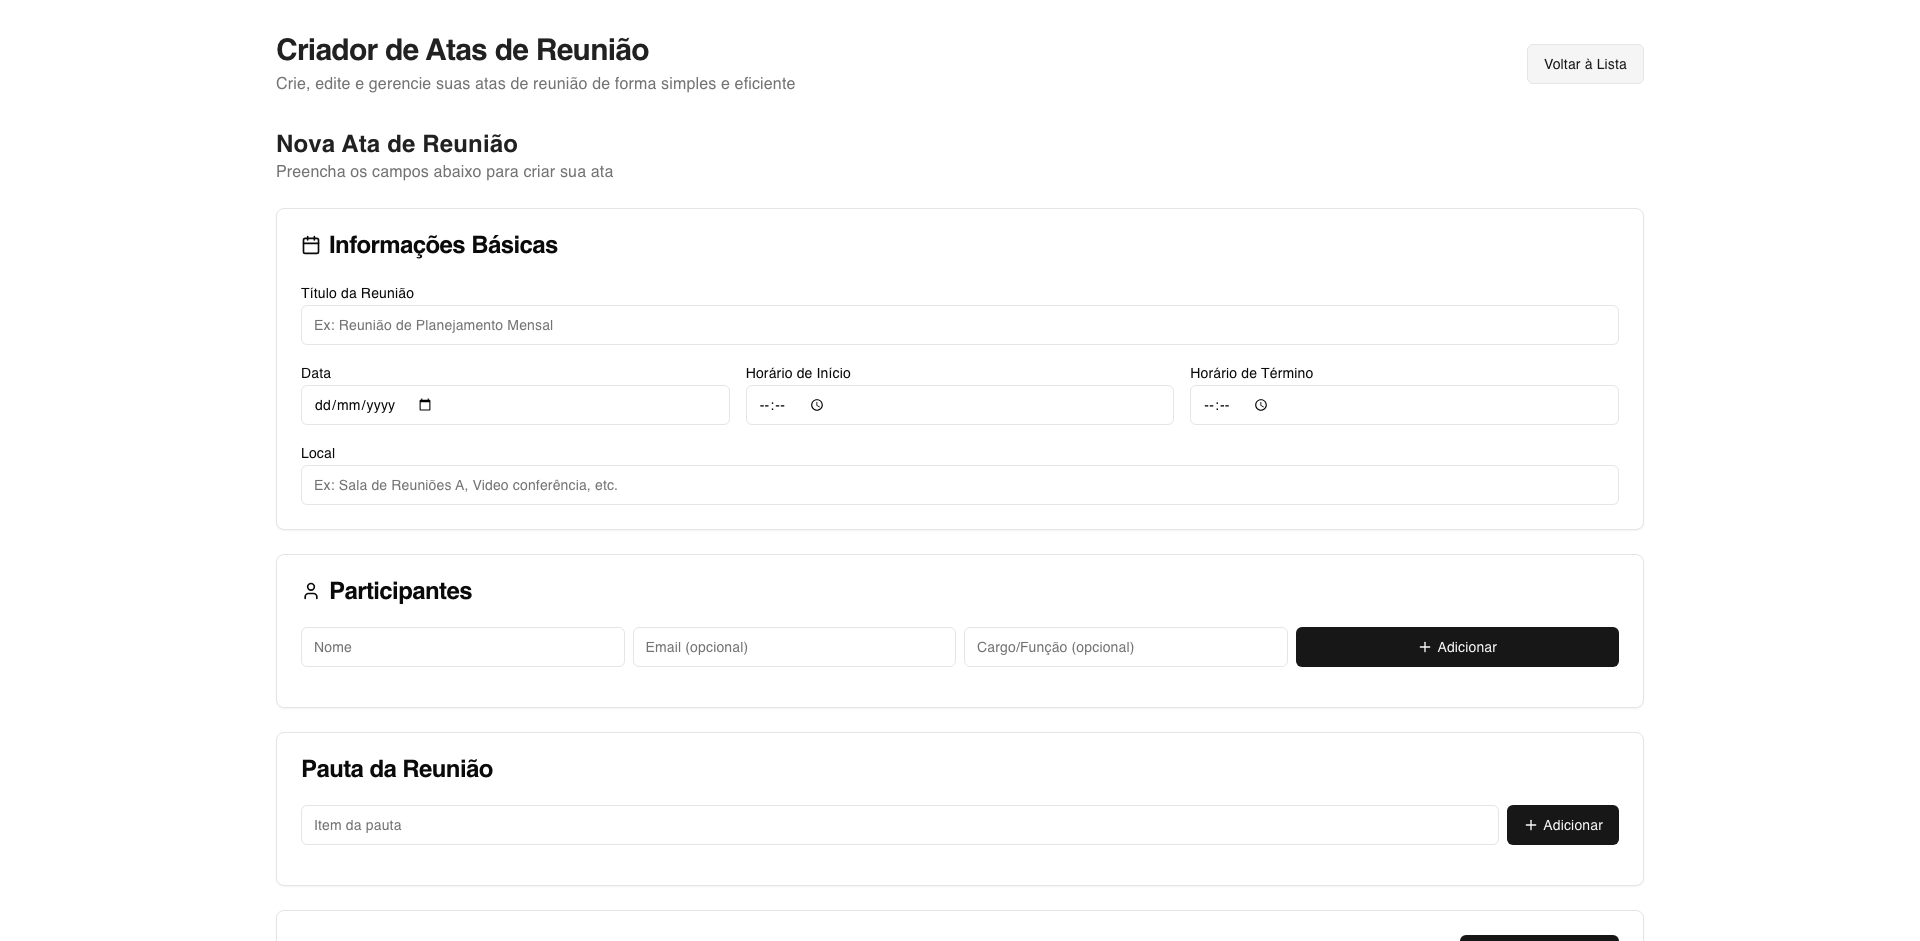 Criador de Atas de Reunião
Crie, edite e gerencie suas atas de reunião de forma simples e eficiente
Voltar à Lista
Nova Ata de Reunião
Preencha os campos abaixo para criar sua ata
Informações Básicas
Título da Reunião
Ex: Reunião de Planejamento Mensal
Data
Horário de Início
Horário de Término
dd/mm/yyyy
--:--
--:--
Local
Ex: Sala de Reuniões A, Video conferência, etc.
Participantes
Nome
Email (opcional)
Cargo/Função (opcional)
Adicionar
Pauta da Reunião
Item da pauta
Adicionar